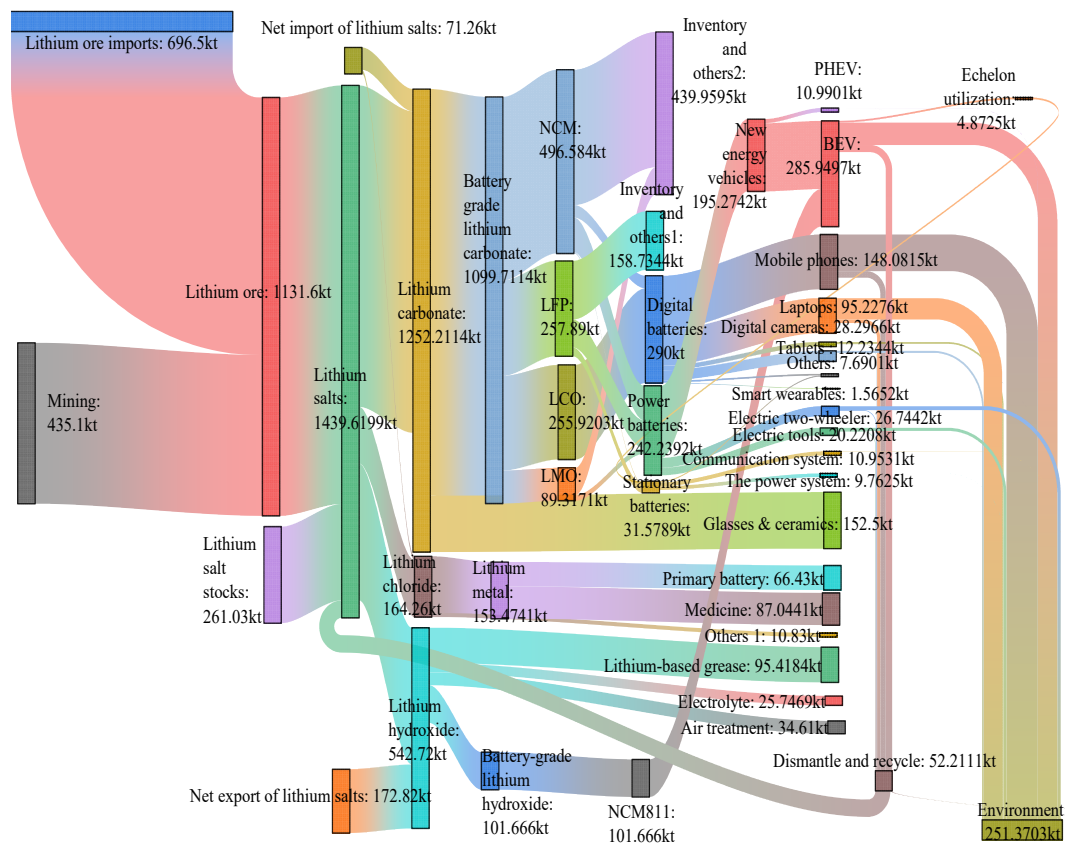 Lithium ore imports: 696.5kt
Net import of lithium salts: 71.26kt
Inventory
and
others2:
439.9595kt
PHEV:
10.9901kt
Echelon
utilization:
4.8725kt
NCM:
496.584kt
New
energy
vehicles:
195.2742kt
BEV:
285.9497kt
Battery
grade
lithium
carbonate:
1099.7114kt
Inventory
and
others1:
158.7344kt
Mobile phones: 148.0815kt
Lithium ore: 1131.6kt
Lithium
carbonate:
1252.2114kt
LFP:
257.89kt
Digital
batteries:
290kt
Laptops: 95.2276kt
Digital cameras: 28.2966kt
Tablets : 12.2344kt
Others: 7.6901kt
Smart wearables: 1.5652kt
Lithium
salts:
1439.6199kt
Mining:
435.1kt
LCO:
255.9203kt
Power
batteries:
242.2392kt
Electric two-wheeler: 26.7442kt
Electric tools: 20.2208kt
Communication system: 10.9531kt
The power system: 9.7625kt
LMO:
89.3171kt
Stationary
batteries:
31.5789kt
Glasses & ceramics: 152.5kt
Lithium
salt
stocks:
261.03kt
Lithium
chloride:
164.26kt
Lithium
metal:
153.4741kt
Primary battery: 66.43kt
Medicine: 87.0441kt
Others 1: 10.83kt
Lithium-based grease: 95.4184kt
Electrolyte: 25.7469kt
Air treatment: 34.61kt
Lithium
hydroxide:
542.72kt
Battery-grade
lithium
hydroxide:
101.666kt
Dismantle and recycle: 52.2111kt
Net export of lithium salts: 172.82kt
NCM811:
101.666kt
Environment
251.3703kt